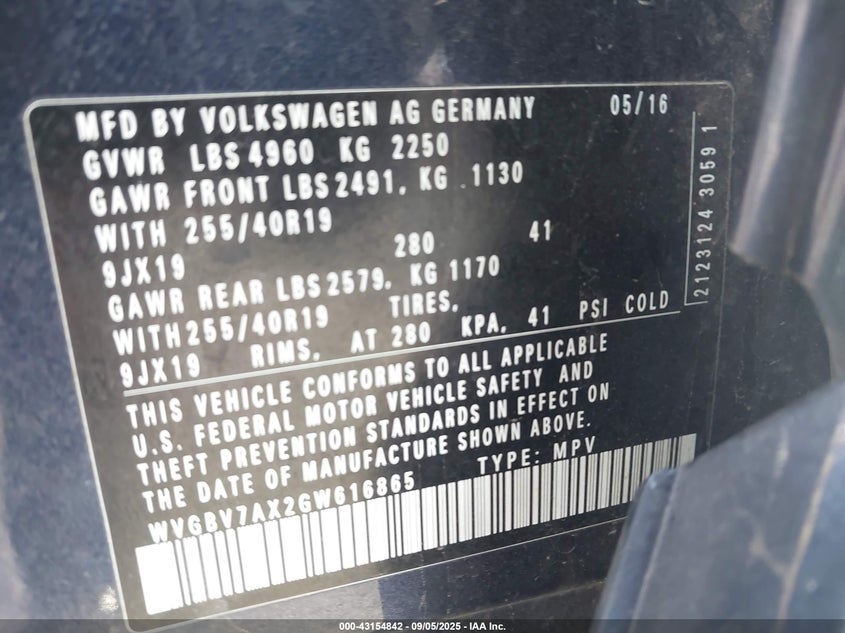 MFD BY VOLKSWAGEN AG GERMANY 05/16
GVWR LBS 4960 KG 2250
GAWR FRONT LBS 2491, KG 1130
WITH 255/40R19
9JX19 280 41
GAWR REAR LBS 2579, KG 1170
WITH 255/40R19 TIRES,
9JX19 RIMS, AT 280 KPA, 41 PSI COLD
THIS VEHICLE CONFORMS TO ALL APPLICABLE
U.S. FEDERAL MOTOR VEHICLE SAFETY AND
THEFT PREVENTION STANDARDS IN EFFECT ON
THE DATE OF MANUFACTURE SHOWN ABOVE.
WVGBV7AX2GW616865 TYPE: MPV
2123124 30591
000-43154842 - 09/05/2025 - IAA Inc.